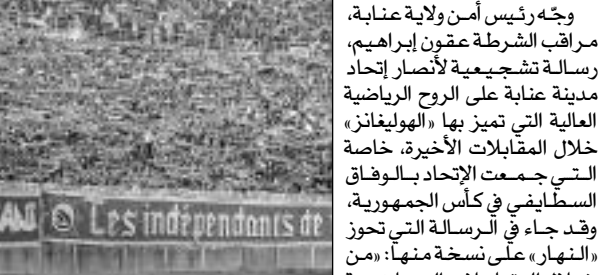 وجّه رئيس أمن ولاية عنابة،
مراقب الشرطة عقون إبراهيم،
رسالة تشجيعية لأنصار إتحاد
مدينة عنابة على الروح الرياضية
العالية التي تميز بها «الهوليغانز»
خلال المقابلات الأخيرة، خاصة
التي جمعت الإتحاد بالوفاق
السطايفي في كأس الجمهورية،
وقد جاء في الرسالة التي تحوز
«النهار» على نسخة منها: «من
Les indépendants de